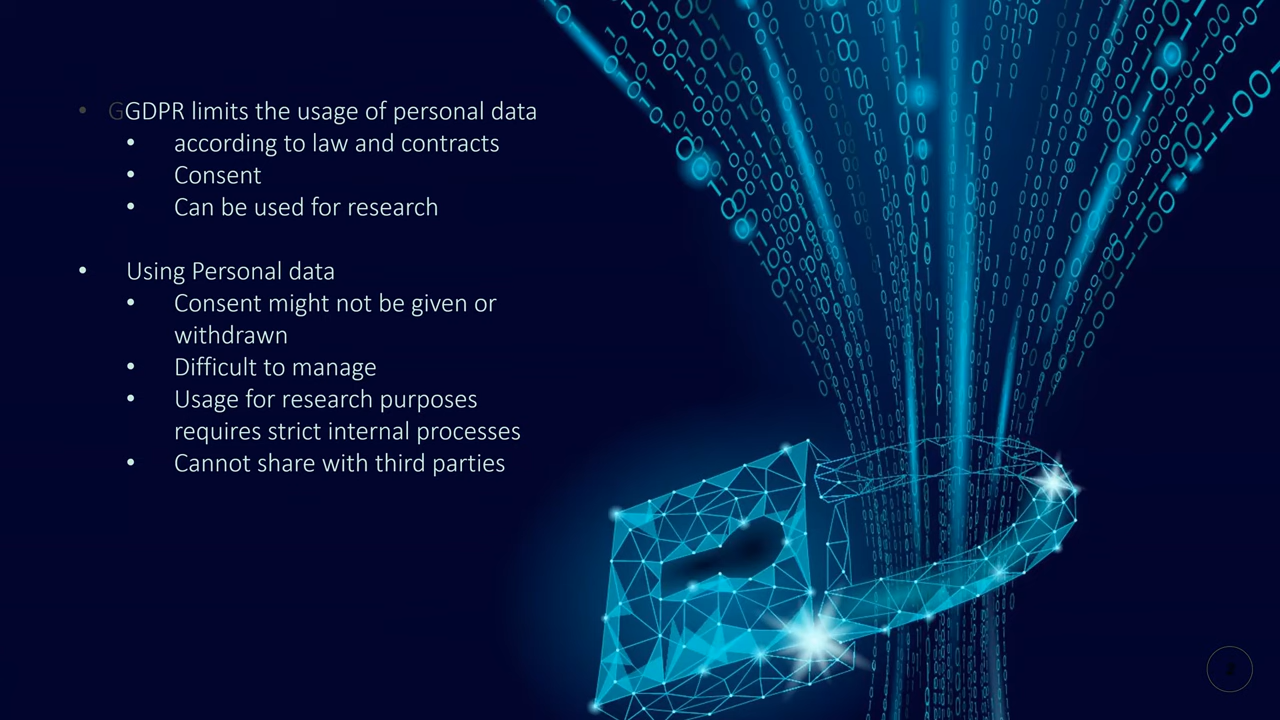 • GGDPR limits the usage of personal data
• according to law and contracts
• Consent
• Can be used for research
• Using Personal data
• Consent might not be given or
withdrawn
• Difficult to manage
• Usage for research purposes
requires strict internal processes
• Cannot share with third parties